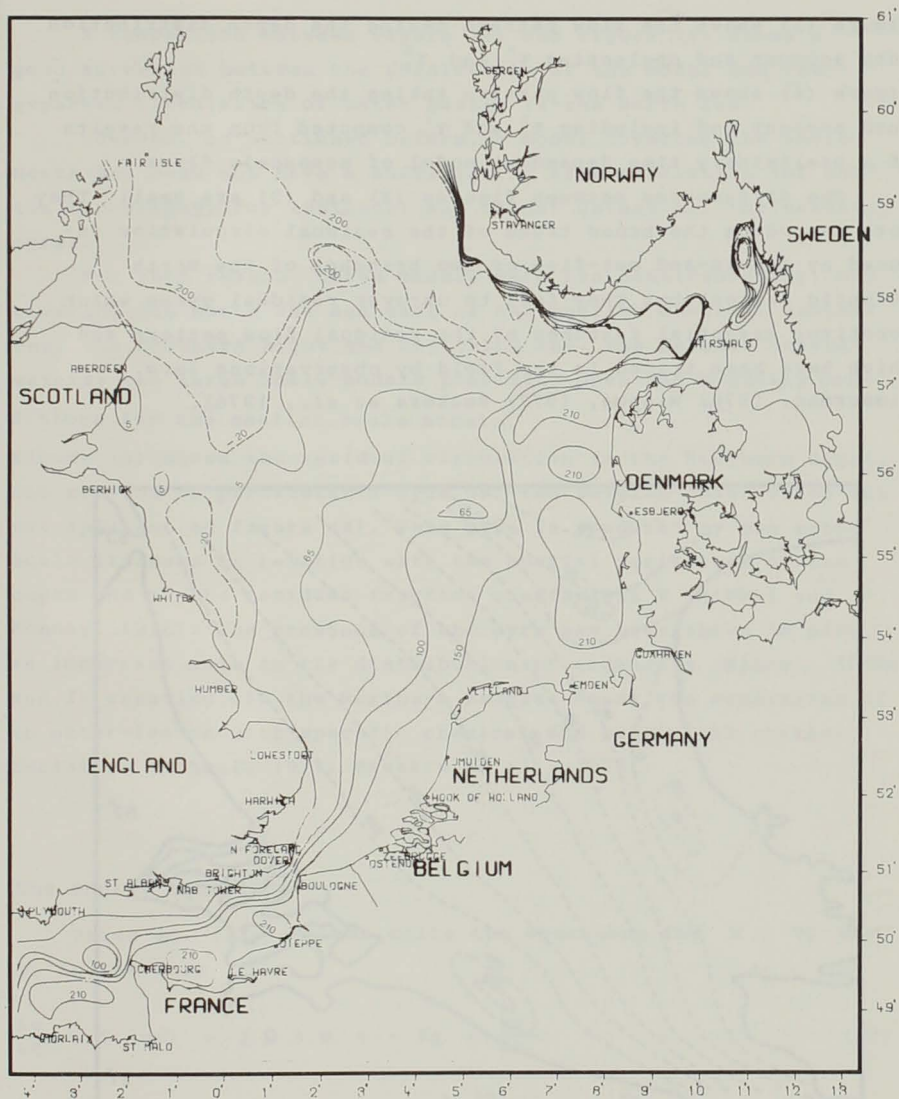 61'
60'
BERGEN
FAIR ISLE
NORWAY
-200
59'
STAVANGER
SWEDEN
-200
-200
58'
HIRSHALS
ABERDEEN
57'
SCOTLAND
5
210
-20
210
56'
BERWICK
5
5
DENMARK
65
ESBJERG
-20
65
55'
WHITBY
100
150
210
54'
CUXHAVEN
HUMBER
EMDEN
53'
GERMANY
LOWESTOFT
IJMUIDEN
ENGLAND
NETHERLANDS
HARWICH
HOOK OF HOLLAND
52'
N FORELAND
DOVER
ZEEBRUGGE
OSTEND
BELGIUM
51'
BRIGHTON
ST ALBANS
NAB TOWER
BOULOGNE
PLYMOUTH
210
50'
DIEPPE
100
210
CHERBOURG
LE HAVRE
210
FRANCE
49'
MORLAIX
ST MALO
4' 3' 2' 1' 0' 1' 2' 3' 4' 5' 6' 7' 8' 9' 10 11' 12' 13'